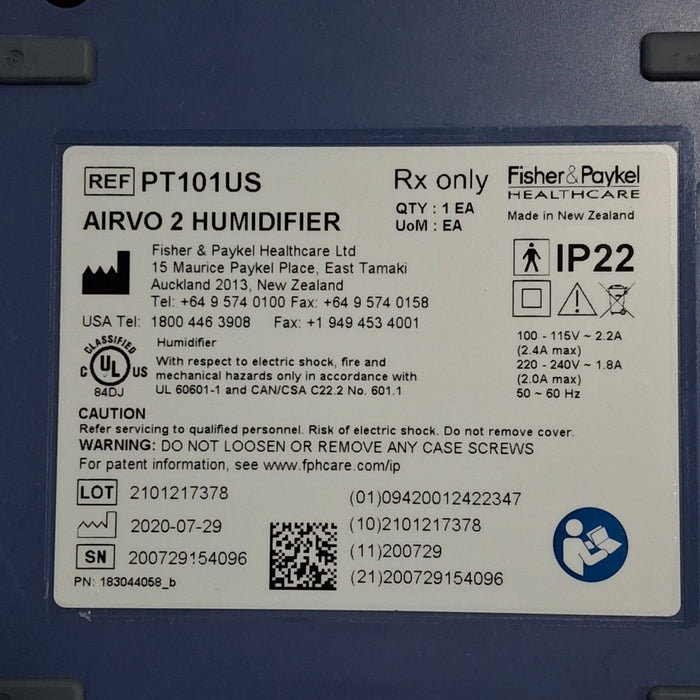 REF PT101US
Rx only
Fisher & Paykel
HEALTHCARE
QTY : 1 EA
UoM : EA
Made in New Zealand
AIRVO 2 HUMIDIFIER
Fisher & Paykel Healthcare Ltd
15 Maurice Paykel Place, East Tamaki
Auckland 2013, New Zealand
Tel: +64 9 574 0100 Fax: +64 9 574 0158
USA Tel: 1800 446 3908 Fax: +1 949 453 4001
IP22
100 - 115V ~ 2.2A
(2.4A max)
220 - 240V ~ 1.8A
(2.0A max)
50 ~ 60 Hz
CLASSIFIED
C UL US
84DJ
Humidifier
With respect to electric shock, fire and
mechanical hazards only in accordance with
UL 60601-1 and CAN/CSA C22.2 No. 601.1
CAUTION
Refer servicing to qualified personnel. Risk of electric shock. Do not remove cover.
WARNING: DO NOT LOOSEN OR REMOVE ANY CASE SCREWS
For patent information, see www.fphcare.com/ip
LOT 2101217378
2020-07-29
SN 200729154096
PN: 183044058_b
(01)09420012422347
(10)2101217378
(11)200729
(21)200729154096